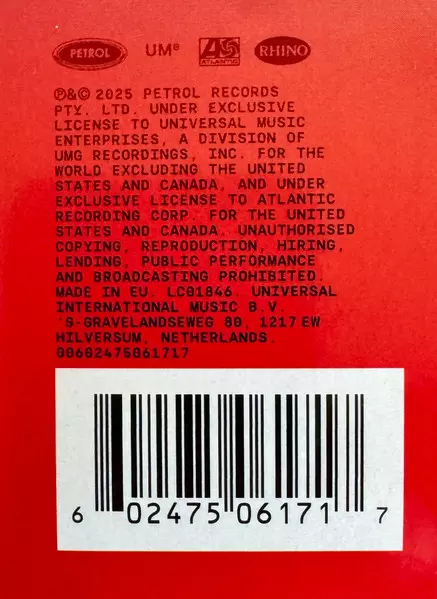 PETROL UM® ATLANTIC RHINO
℗&© 2025 PETROL RECORDS
PTY. LTD. UNDER EXCLUSIVE
LICENSE TO UNIVERSAL MUSIC
ENTERPRISES, A DIVISION OF
UMG RECORDINGS, INC. FOR THE
WORLD EXCLUDING THE UNITED
STATES AND CANADA, AND UNDER
EXCLUSIVE LICENSE TO ATLANTIC
RECORDING CORP. FOR THE UNITED
STATES AND CANADA. UNAUTHORISED
COPYING, REPRODUCTION, HIRING,
LENDING, PUBLIC PERFORMANCE
AND BROADCASTING PROHIBITED.
MADE IN EU. LC01846. UNIVERSAL
INTERNATIONAL MUSIC B.V.
'S-GRAVELANDSEWEG 80, 1217 EW
HILVERSUM, NETHERLANDS.
00602475061717
6 02475 06171 7